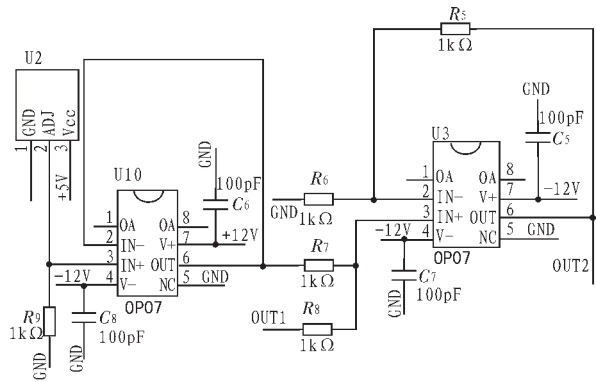 R5
1kΩ
U2
GND
ADJ
Vcc
1
2
3
+5V
GND
100pF
C5
U3
1 OA OA 8
2 IN- V+ 7 -12V
3 IN+ OUT 6
4 V- NC 5 GND
-12V
OP07
OUT2
U10
GND
100pF
C6
1 OA OA 8
2 IN- V+ 7 +12V
3 IN+ OUT 6
4 V- NC 5 GND
-12V
OP07
R6
GND
1kΩ
R7
1kΩ
C7
100pF
GND
R9
1kΩ
GND
C8
100pF
GND
OUT1
R8
1kΩ